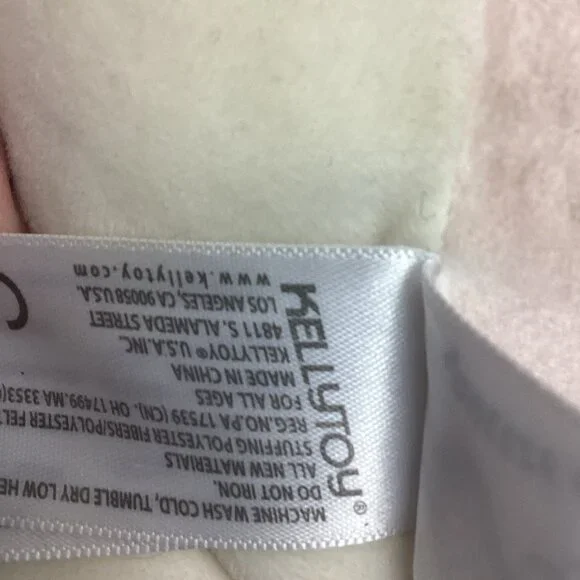 KELLYTOY®
MACHINE WASH COLD, TUMBLE DRY LOW
DO NOT IRON.
ALL NEW MATERIALS
STUFFING POLYESTER FIBERS/POLYESTER FELT
REG.NO.PA 17539 (CN), OH 17499.MA 3353(
FOR ALL AGES
MADE IN CHINA
KELLYTOY® U.S.A.INC
4811 S. ALAMEDA STREET
LOS ANGELES, CA 90058 U.S.A.
www.kellytoy.com